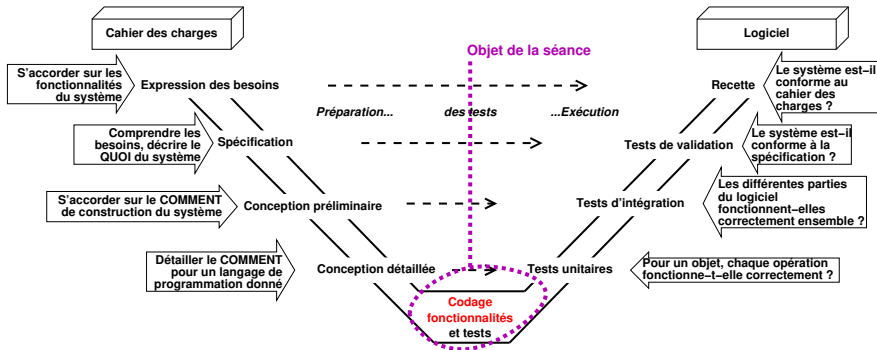 Cahier des charges
Logiciel
Objet de la séance
S'accorder sur les
fonctionnalités
du système
Expression des besoins
Recette
Le système est-il
conforme au
cahier des
charges ?
Préparation...
des tests
...Exécution
Comprendre les
besoins, décrire le
QUOI du système
Spécification
Tests de validation
Le système est-il
conforme à la
spécification ?
S'accorder sur le COMMENT
de construction du système
Conception préliminaire
Tests d'intégration
Les différentes parties
du logiciel
fonctionnent-elles
correctement ensemble ?
Détailler le COMMENT
pour un langage de
programmation donné
Conception détaillée
Tests unitaires
Pour un objet, chaque opération
fonctionne-t-elle correctement ?
Codage
fonctionnalités
et tests